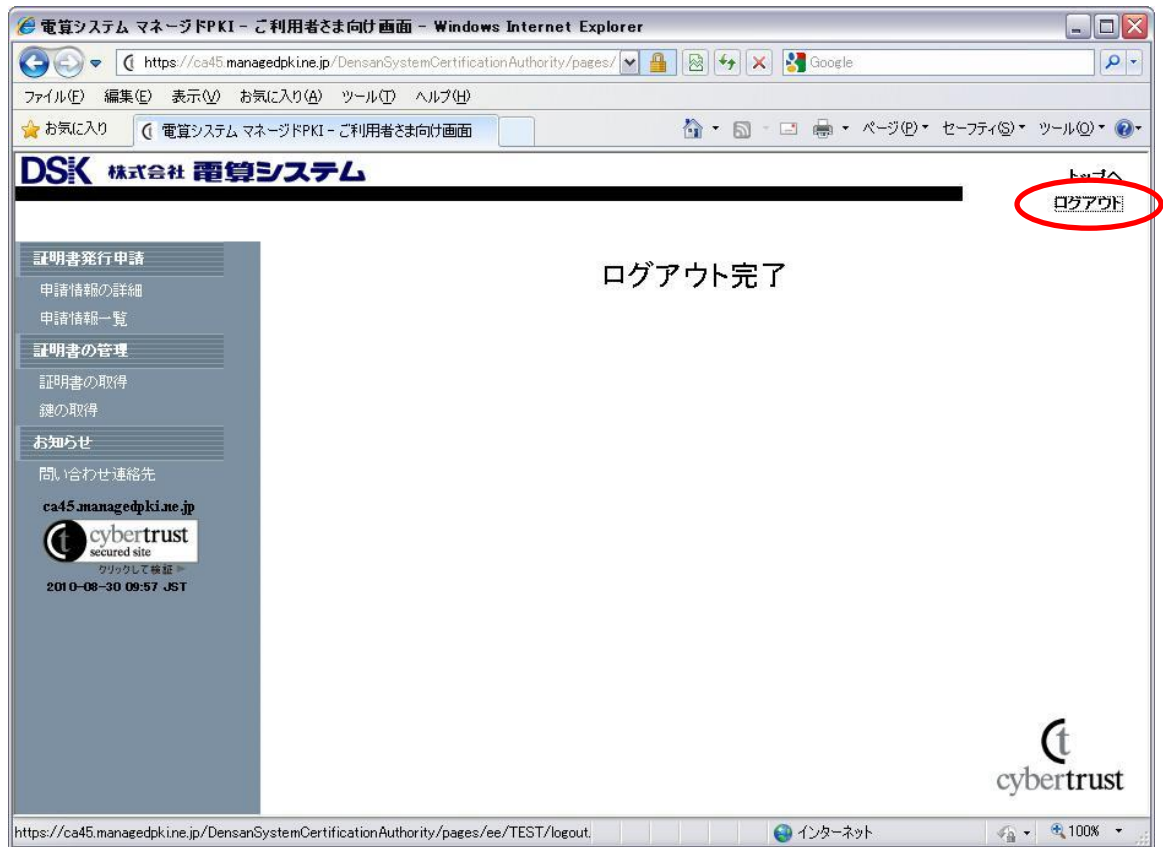 電算システム マネージドPKI - ご利用者さま向け画面 - Windows Internet Explorer
https://ca45.managedpki.ne.jp/DensanSystemCertificationAuthority/pages/
Google
ファイル(F) 編集(E) 表示(V) お気に入り(A) ツール(T) ヘルプ(H)
お気に入り 電算システム マネージドPKI - ご利用者さま向け画面 ページ(P) セーフティ(S) ツール(O)
DSK 株式会社 電算システム
トップへ
ログアウト
証明書発行申請
申請情報の詳細
申請情報一覧
証明書の管理
証明書の取得
鍵の取得
お知らせ
問い合わせ連絡先
ca45.managedpki.ne.jp
cybertrust
secured site
クリックして検証
2010-08-30 09:57 JST
ログアウト完了
cybertrust
https://ca45.managedpki.ne.jp/DensanSystemCertificationAuthority/pages/ee/TEST/logout. インターネット 100%